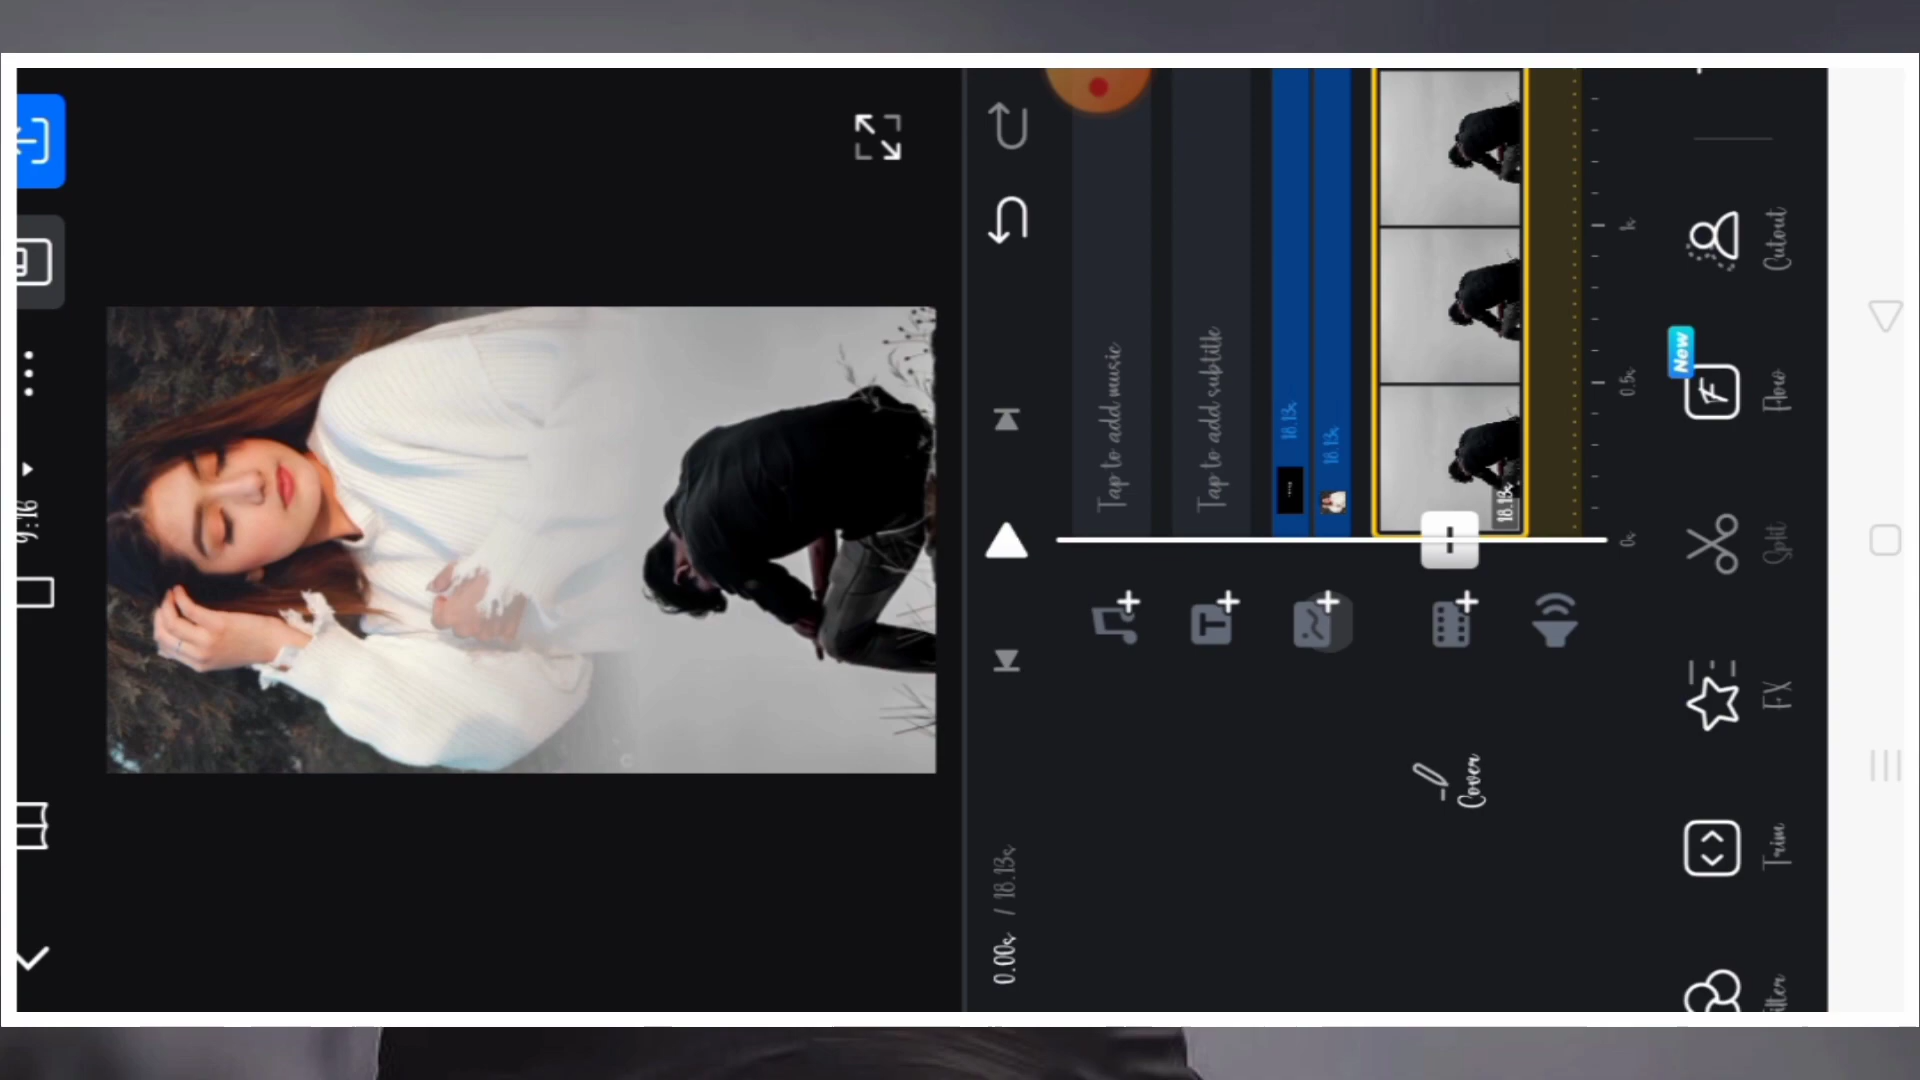 9:16
0.00s / 18.13s
Tap to add music
Tap to add subtitle
18.13s
18.13s
18.13s
Cover
0s
0.5s
1s
Trim
FX
Split
New
Flow
Cutout